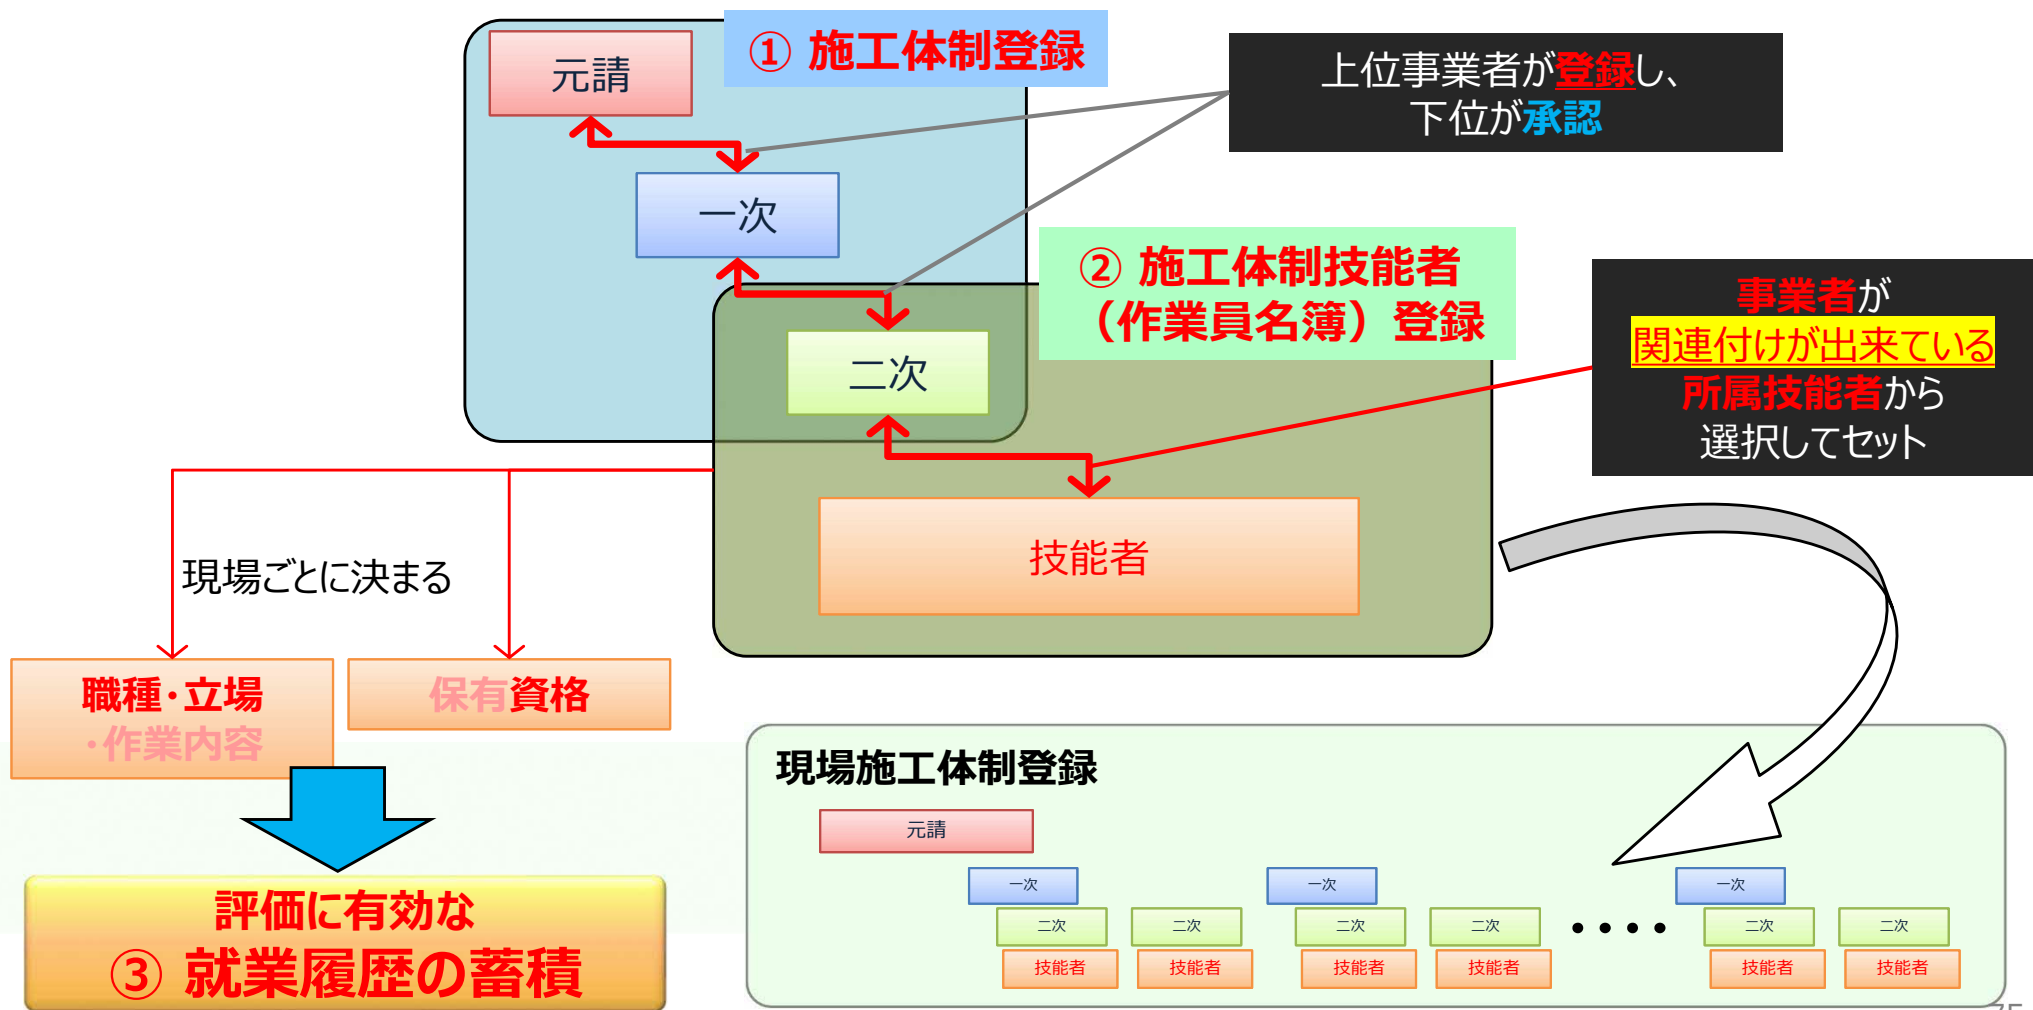 ① 施工体制登録
元請
上位事業者が登録し、
下位が承認
一次
② 施工体制技能者
（作業員名簿）登録
事業者が
関連付けが出来ている
所属技能者から
選択してセット
二次
技能者
現場ごとに決まる
職種・立場
・作業内容
保有資格
評価に有効な
③ 就業履歴の蓄積
現場施工体制登録
元請
一次 一次 一次
二次 二次 二次 二次 ・・・・ 二次 二次
技能者 技能者 技能者 技能者 技能者 技能者